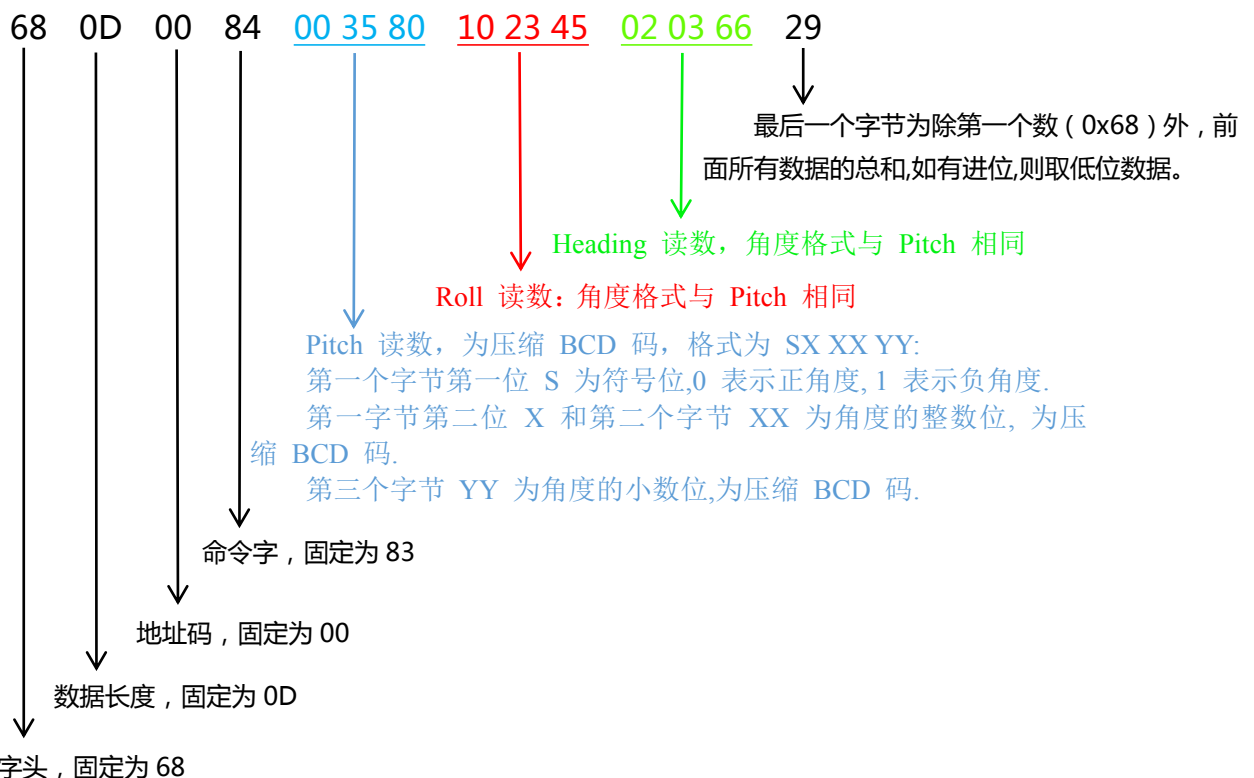 68 0D 00 84 00 35 80 10 23 45 02 03 66 29
最后一个字节为除第一个数(0x68)外,前
面所有数据的总和,如有进位,则取低位数据。
Heading 读数,角度格式与 Pitch 相同
Roll 读数:角度格式与 Pitch 相同
Pitch 读数,为压缩 BCD 码,格式为 SX XX YY:
第一个字节第一位 S 为符号位,0 表示正角度, 1 表示负角度.
第一字节第二位 X 和第二个字节 XX 为角度的整数位, 为压
缩 BCD 码.
第三个字节 YY 为角度的小数位,为压缩 BCD 码.
命令字,固定为 83
地址码,固定为 00
数据长度,固定为 0D
字头,固定为 68